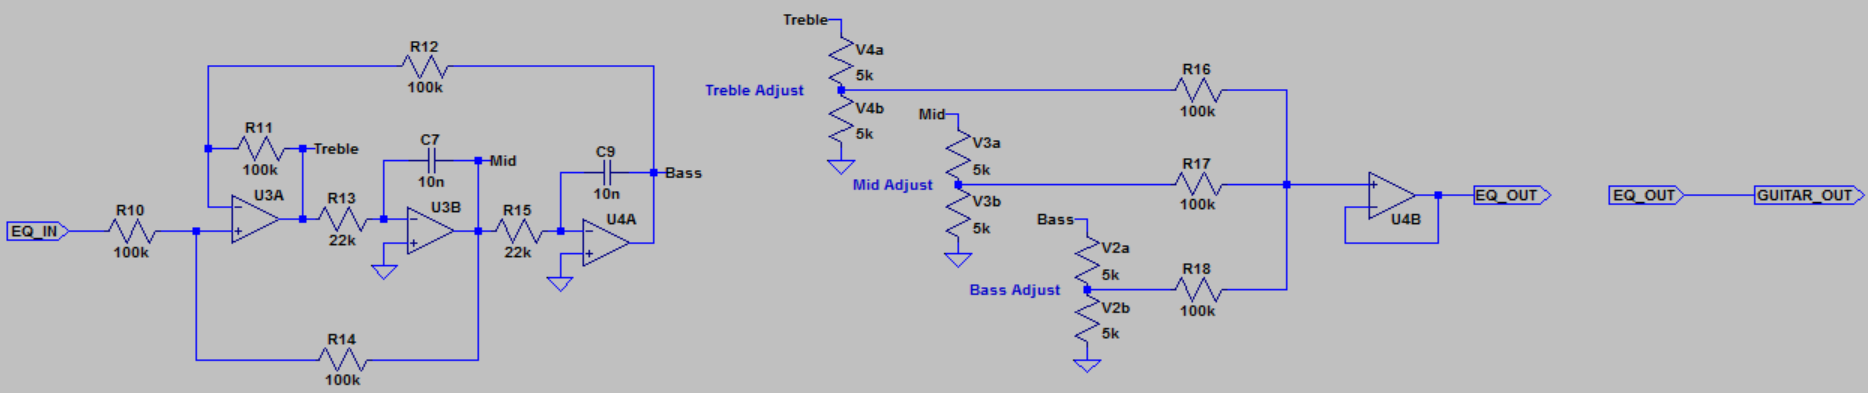 EQ_IN
R10
100k
R12
100k
R11
100k
Treble
U3A
R13
22k
C7
10n
Mid
U3B
R14
100k
R15
22k
C9
10n
Bass
U4A
Treble
V4a
5k
Treble Adjust
V4b
5k
Mid
V3a
5k
Mid Adjust
V3b
5k
Bass
V2a
5k
Bass Adjust
V2b
5k
R16
100k
R17
100k
R18
100k
U4B
EQ_OUT
EQ_OUT
GUITAR_OUT